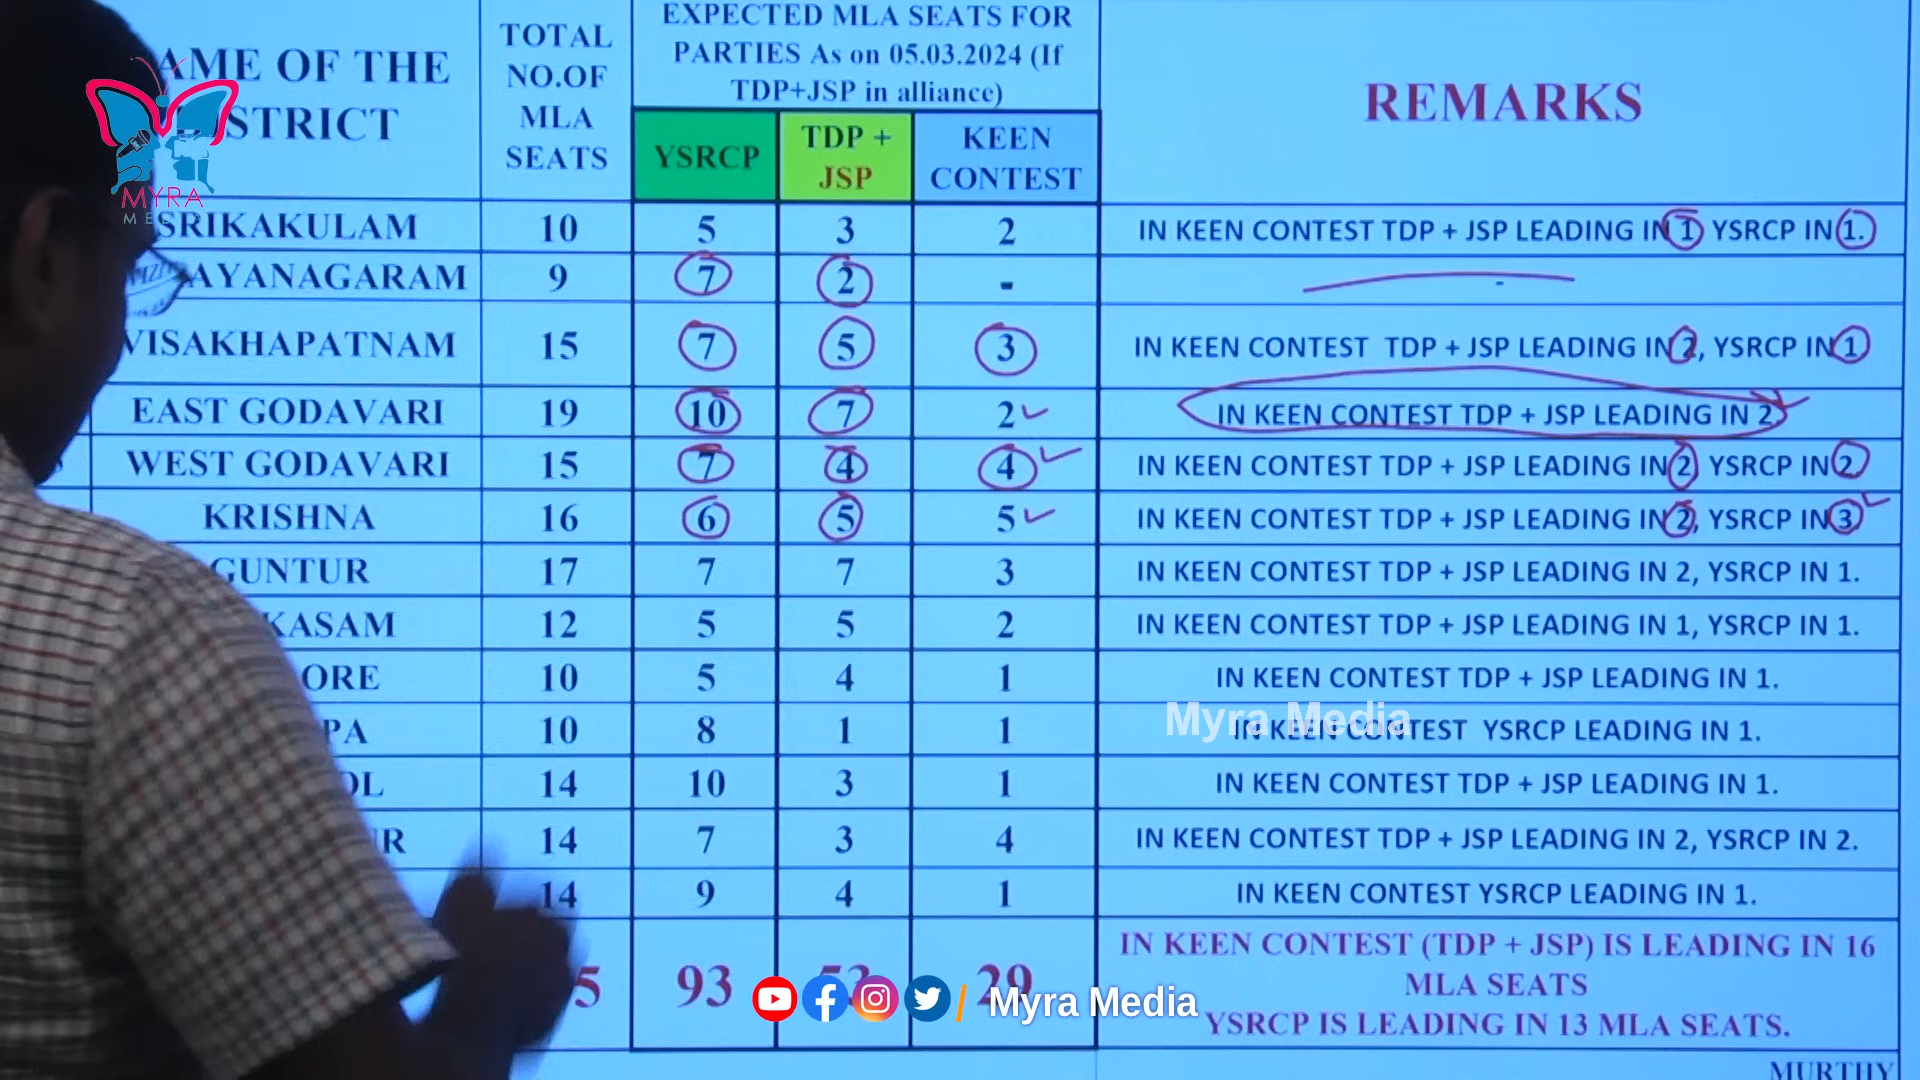 NAME OF THE DISTRICT
TOTAL NO.OF MLA SEATS
EXPECTED MLA SEATS FOR PARTIES As on 05.03.2024 (If TDP+JSP in alliance)
REMARKS
YSRCP
TDP + JSP
KEEN CONTEST
MYRA
MEDIA
SRIKAKULAM 10 5 3 2 IN KEEN CONTEST TDP + JSP LEADING IN 1 YSRCP IN 1.
AYANAGARAM 9 7 2 - -
VISAKHAPATNAM 15 7 5 3 IN KEEN CONTEST TDP + JSP LEADING IN 2, YSRCP IN 1
EAST GODAVARI 19 10 7 2 IN KEEN CONTEST TDP + JSP LEADING IN 2.
WEST GODAVARI 15 7 4 4 IN KEEN CONTEST TDP + JSP LEADING IN 2, YSRCP IN 2.
KRISHNA 16 6 5 5 IN KEEN CONTEST TDP + JSP LEADING IN 2, YSRCP IN 3
GUNTUR 17 7 7 3 IN KEEN CONTEST TDP + JSP LEADING IN 2, YSRCP IN 1.
KASAM 12 5 5 2 IN KEEN CONTEST TDP + JSP LEADING IN 1, YSRCP IN 1.
ORE 10 5 4 1 IN KEEN CONTEST TDP + JSP LEADING IN 1.
Myra Media
PA 10 8 1 1 IN KEEN CONTEST YSRCP LEADING IN 1.
OL 14 10 3 1 IN KEEN CONTEST TDP + JSP LEADING IN 1.
R 14 7 3 4 IN KEEN CONTEST TDP + JSP LEADING IN 2, YSRCP IN 2.
14 9 4 1 IN KEEN CONTEST YSRCP LEADING IN 1.
5 93 53 29 IN KEEN CONTEST (TDP + JSP) IS LEADING IN 16 MLA SEATS
YSRCP IS LEADING IN 13 MLA SEATS.
/ Myra Media
MURTHY